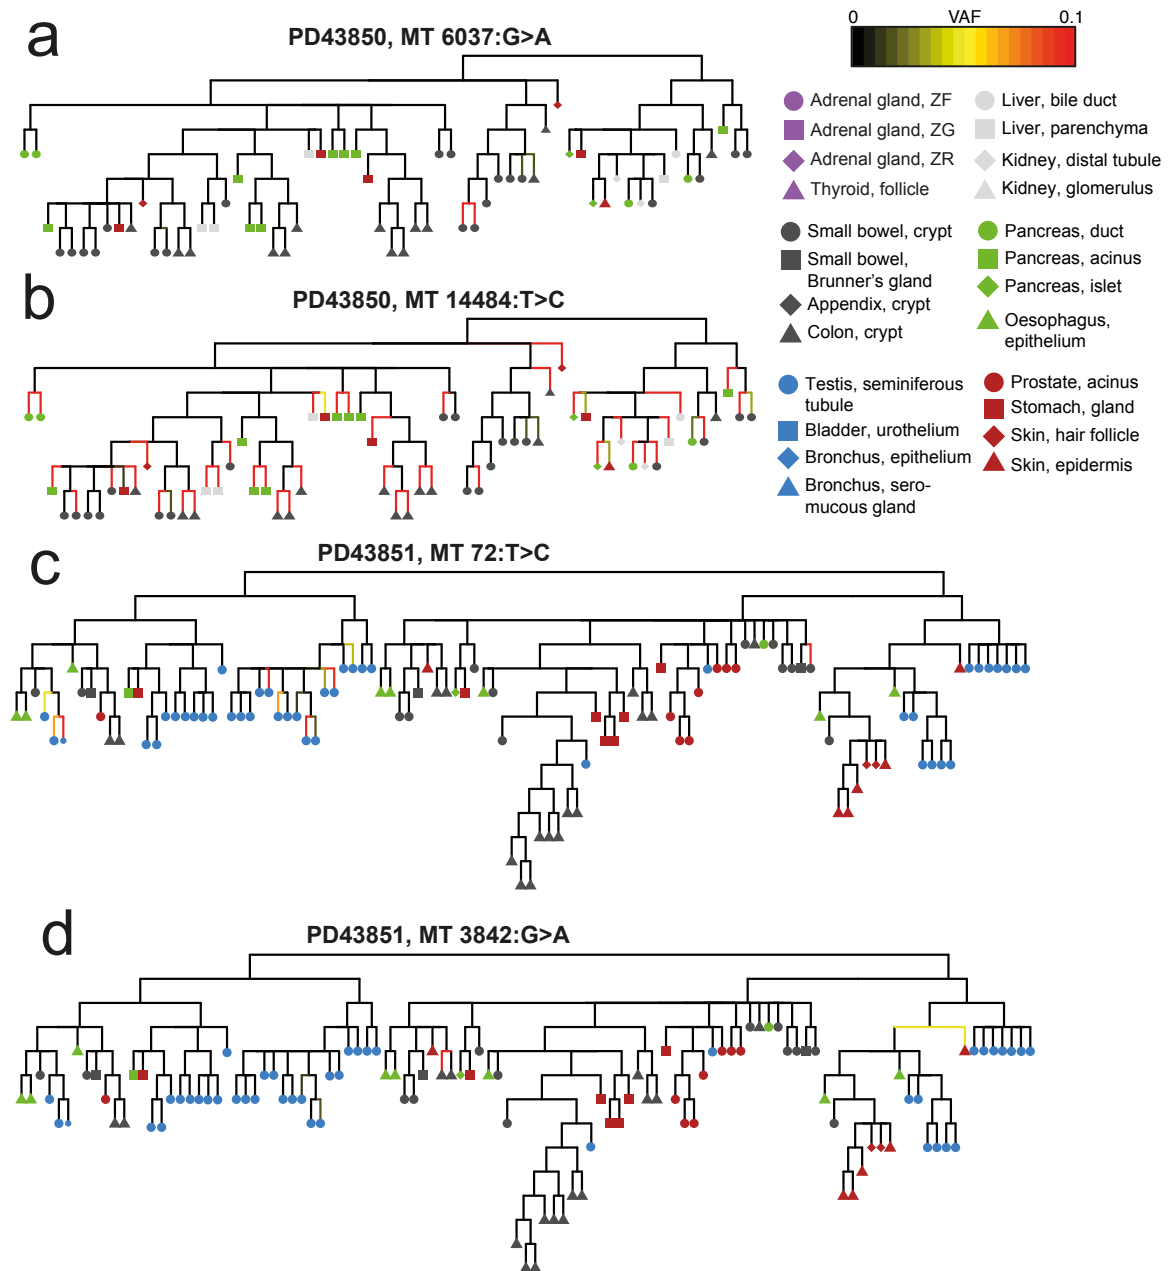 a
PD43850, MT 6037:G>A
0 VAF 0.1
Adrenal gland, ZF
Adrenal gland, ZG
Adrenal gland, ZR
Thyroid, follicle
Liver, bile duct
Liver, parenchyma
Kidney, distal tubule
Kidney, glomerulus
Small bowel, crypt
Small bowel,
Brunner's gland
Appendix, crypt
Colon, crypt
Pancreas, duct
Pancreas, acinus
Pancreas, islet
Oesophagus,
epithelium
Testis, seminiferous
tubule
Bladder, urothelium
Bronchus, epithelium
Bronchus, sero-
mucous gland
Prostate, acinus
Stomach, gland
Skin, hair follicle
Skin, epidermis
b
PD43850, MT 14484:T>C
c
PD43851, MT 72:T>C
d
PD43851, MT 3842:G>A